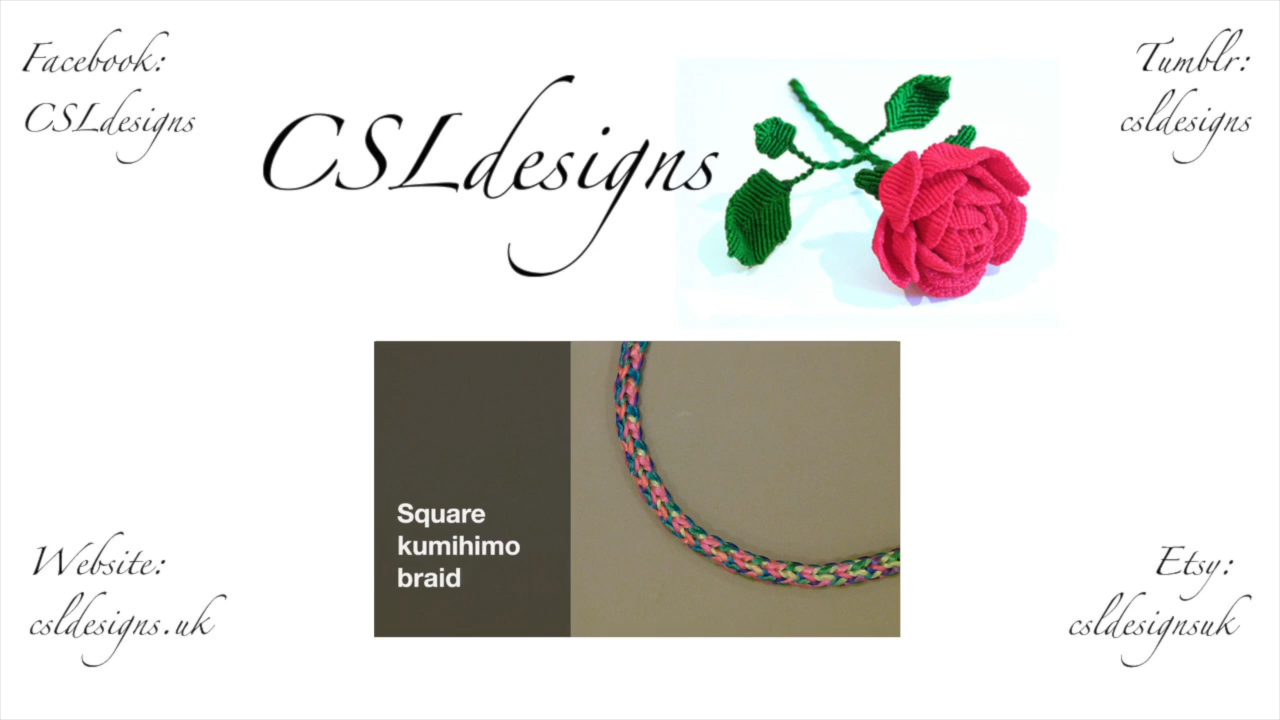 Facebook:
CSLdesigns
CSLdesigns
Tumblr:
csldesigns
Square
kumihimo
braid
Website:
csldesigns.uk
Etsy:
csldesignsuk